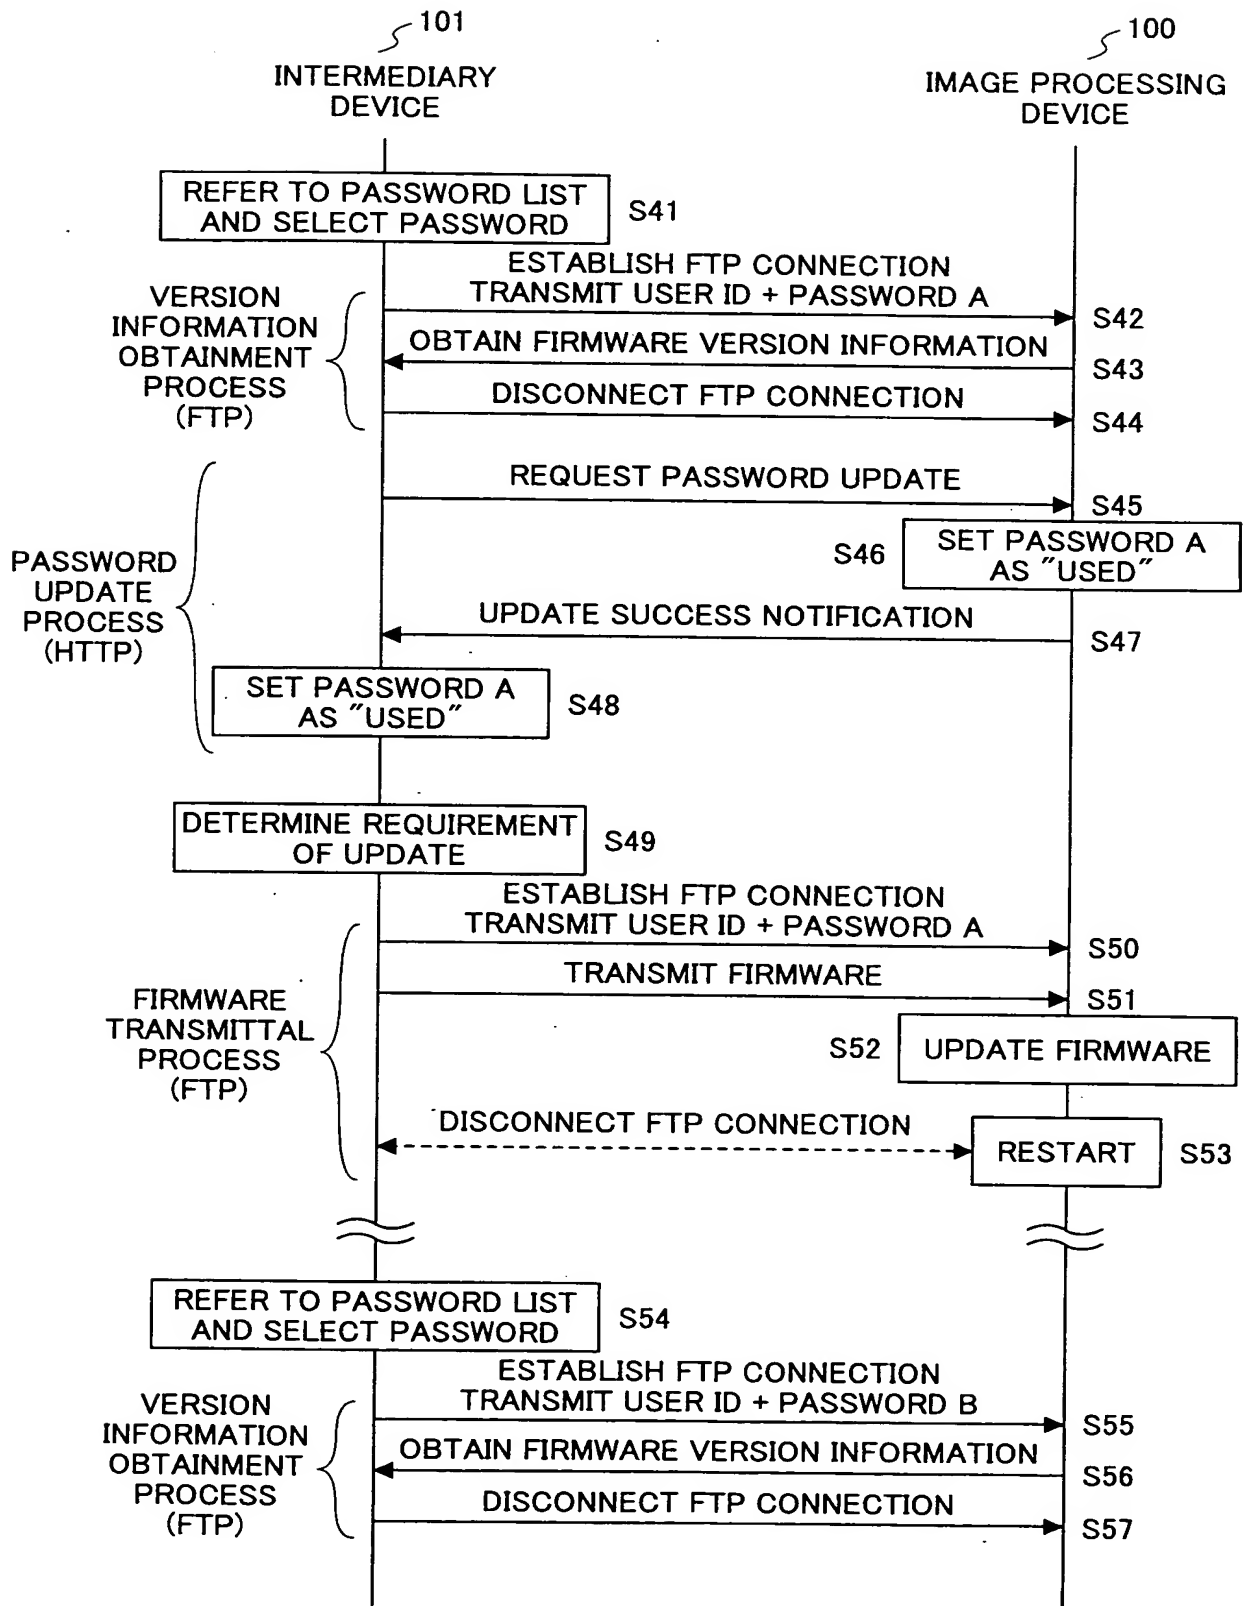 101
100
INTERMEDIARY
DEVICE
IMAGE PROCESSING
DEVICE
REFER TO PASSWORD LIST
AND SELECT PASSWORD
S41
VERSION
INFORMATION
OBTAINMENT
PROCESS
(FTP)
ESTABLISH FTP CONNECTION
TRANSMIT USER ID + PASSWORD A
S42
OBTAIN FIRMWARE VERSION INFORMATION
S43
DISCONNECT FTP CONNECTION
S44
PASSWORD
UPDATE
PROCESS
(HTTP)
REQUEST PASSWORD UPDATE
S45
S46
SET PASSWORD A
AS "USED"
UPDATE SUCCESS NOTIFICATION
S47
SET PASSWORD A
AS "USED"
S48
DETERMINE REQUIREMENT
OF UPDATE
S49
FIRMWARE
TRANSMITTAL
PROCESS
(FTP)
ESTABLISH FTP CONNECTION
TRANSMIT USER ID + PASSWORD A
S50
TRANSMIT FIRMWARE
S51
S52
UPDATE FIRMWARE
DISCONNECT FTP CONNECTION
RESTART
S53
REFER TO PASSWORD LIST
AND SELECT PASSWORD
S54
VERSION
INFORMATION
OBTAINMENT
PROCESS
(FTP)
ESTABLISH FTP CONNECTION
TRANSMIT USER ID + PASSWORD B
S55
OBTAIN FIRMWARE VERSION INFORMATION
S56
DISCONNECT FTP CONNECTION
S57